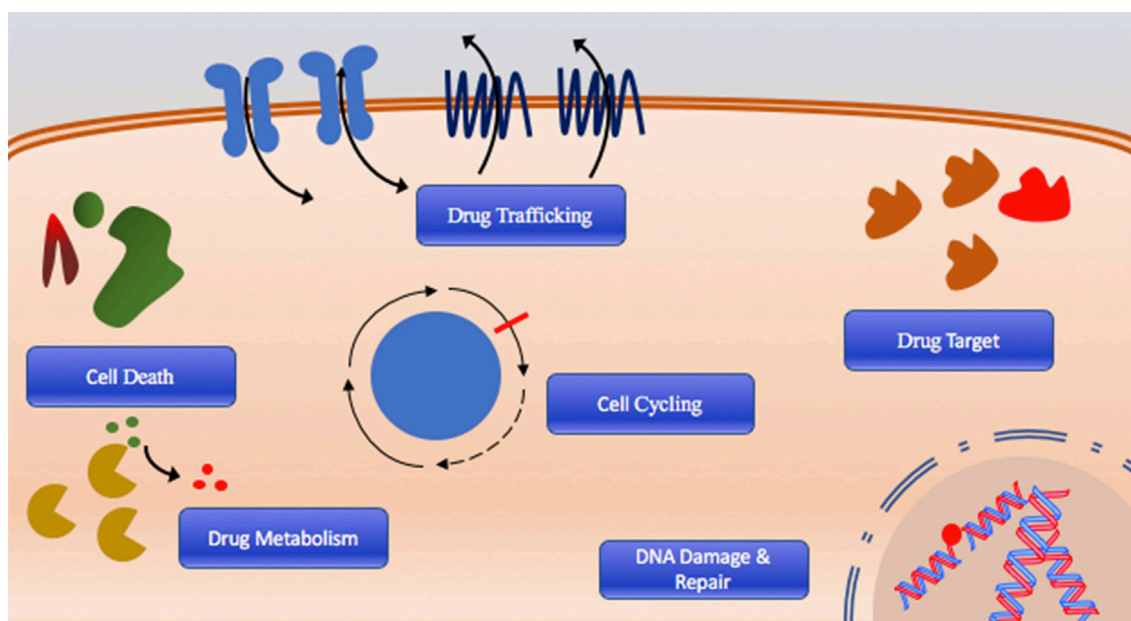 Drug Trafficking
Drug Target
Cell Death
Cell Cycling
Drug Metabolism
DNA Damage &
Repair